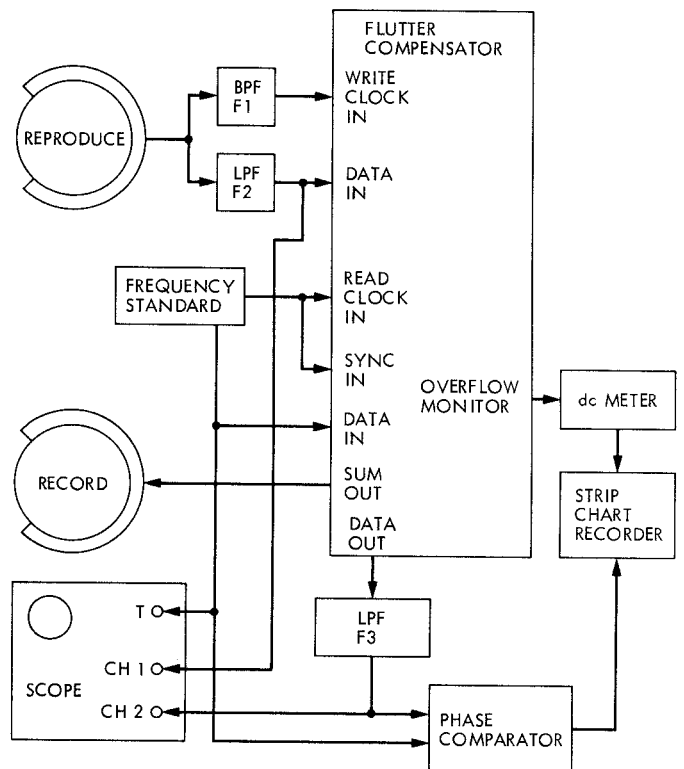 FLUTTER
COMPENSATOR
REPRODUCE
BPF
F1
WRITE
CLOCK
IN
LPF
F2
DATA
IN
FREQUENCY
STANDARD
READ
CLOCK
IN
SYNC
IN
OVERFLOW
MONITOR
dc METER
DATA
IN
RECORD
SUM
OUT
STRIP
CHART
RECORDER
DATA
OUT
T
LPF
F3
CH 1
SCOPE
CH 2
PHASE
COMPARATOR